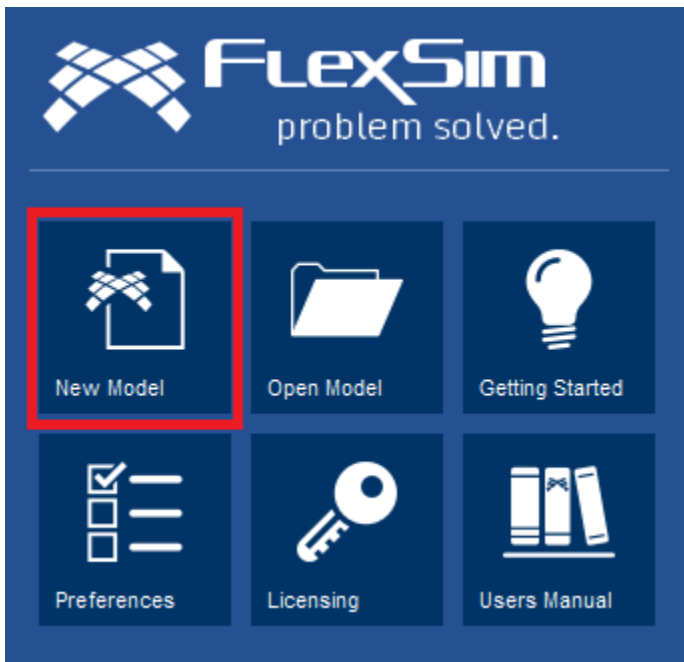 FlexSim
problem solved.
New Model
Open Model
Getting Started
Preferences
Licensing
Users Manual